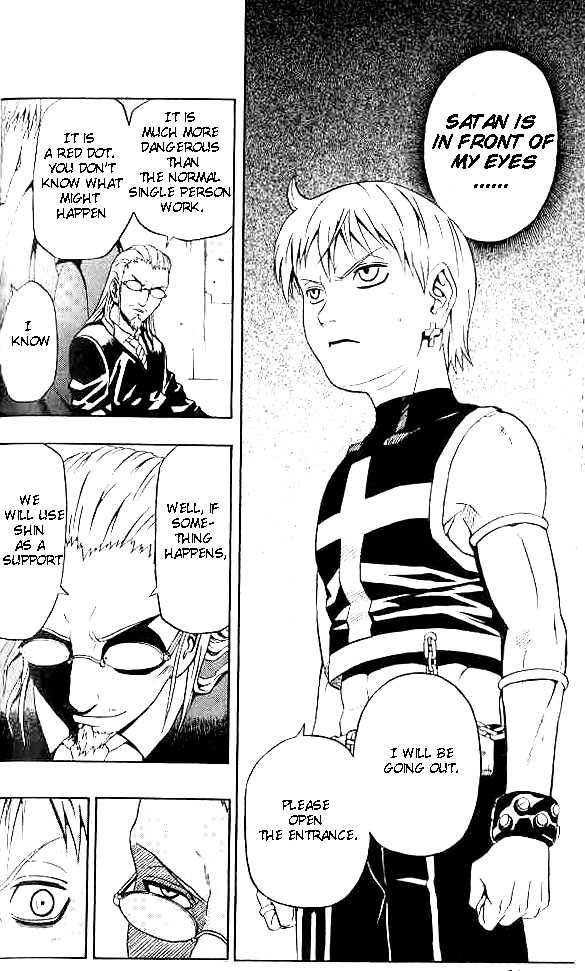 SATAN IS
IN FRONT OF
MY EYES
......
I WILL BE
GOING OUT.
PLEASE
OPEN
THE ENTRANCE.
IT IS
MUCH MORE
DANGEROUS
THAN
THE NORMAL
SINGLE PERSON
WORK.
IT IS
A RED DOT.
YOU DON'T
KNOW WHAT
MIGHT
HAPPEN
I
KNOW
WELL, IF
SOME-
THING
HAPPENS,
WE
WILL USE
SHIN
AS A
SUPPORT